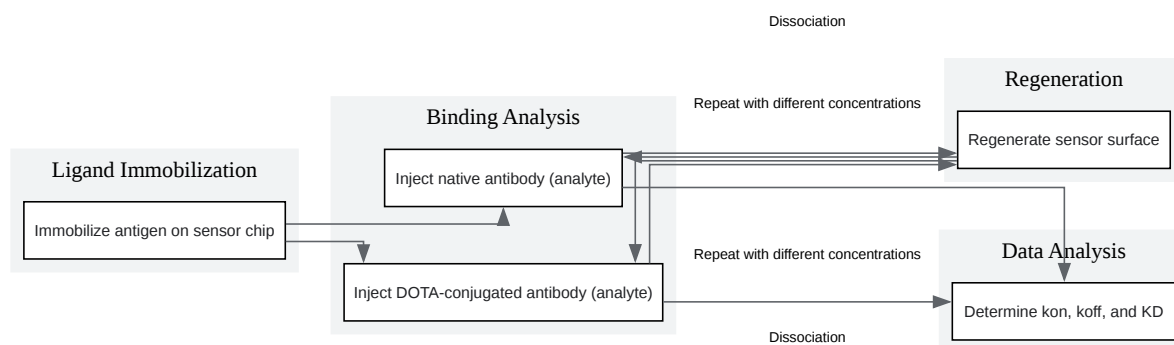 Dissociation
Regeneration
Repeat with different concentrations
Binding Analysis
Regenerate sensor surface
Ligand Immobilization
Inject native antibody (analyte)
Immobilize antigen on sensor chip
Repeat with different concentrations
Data Analysis
Inject DOTA-conjugated antibody (analyte)
Determine kon, koff, and KD
Dissociation